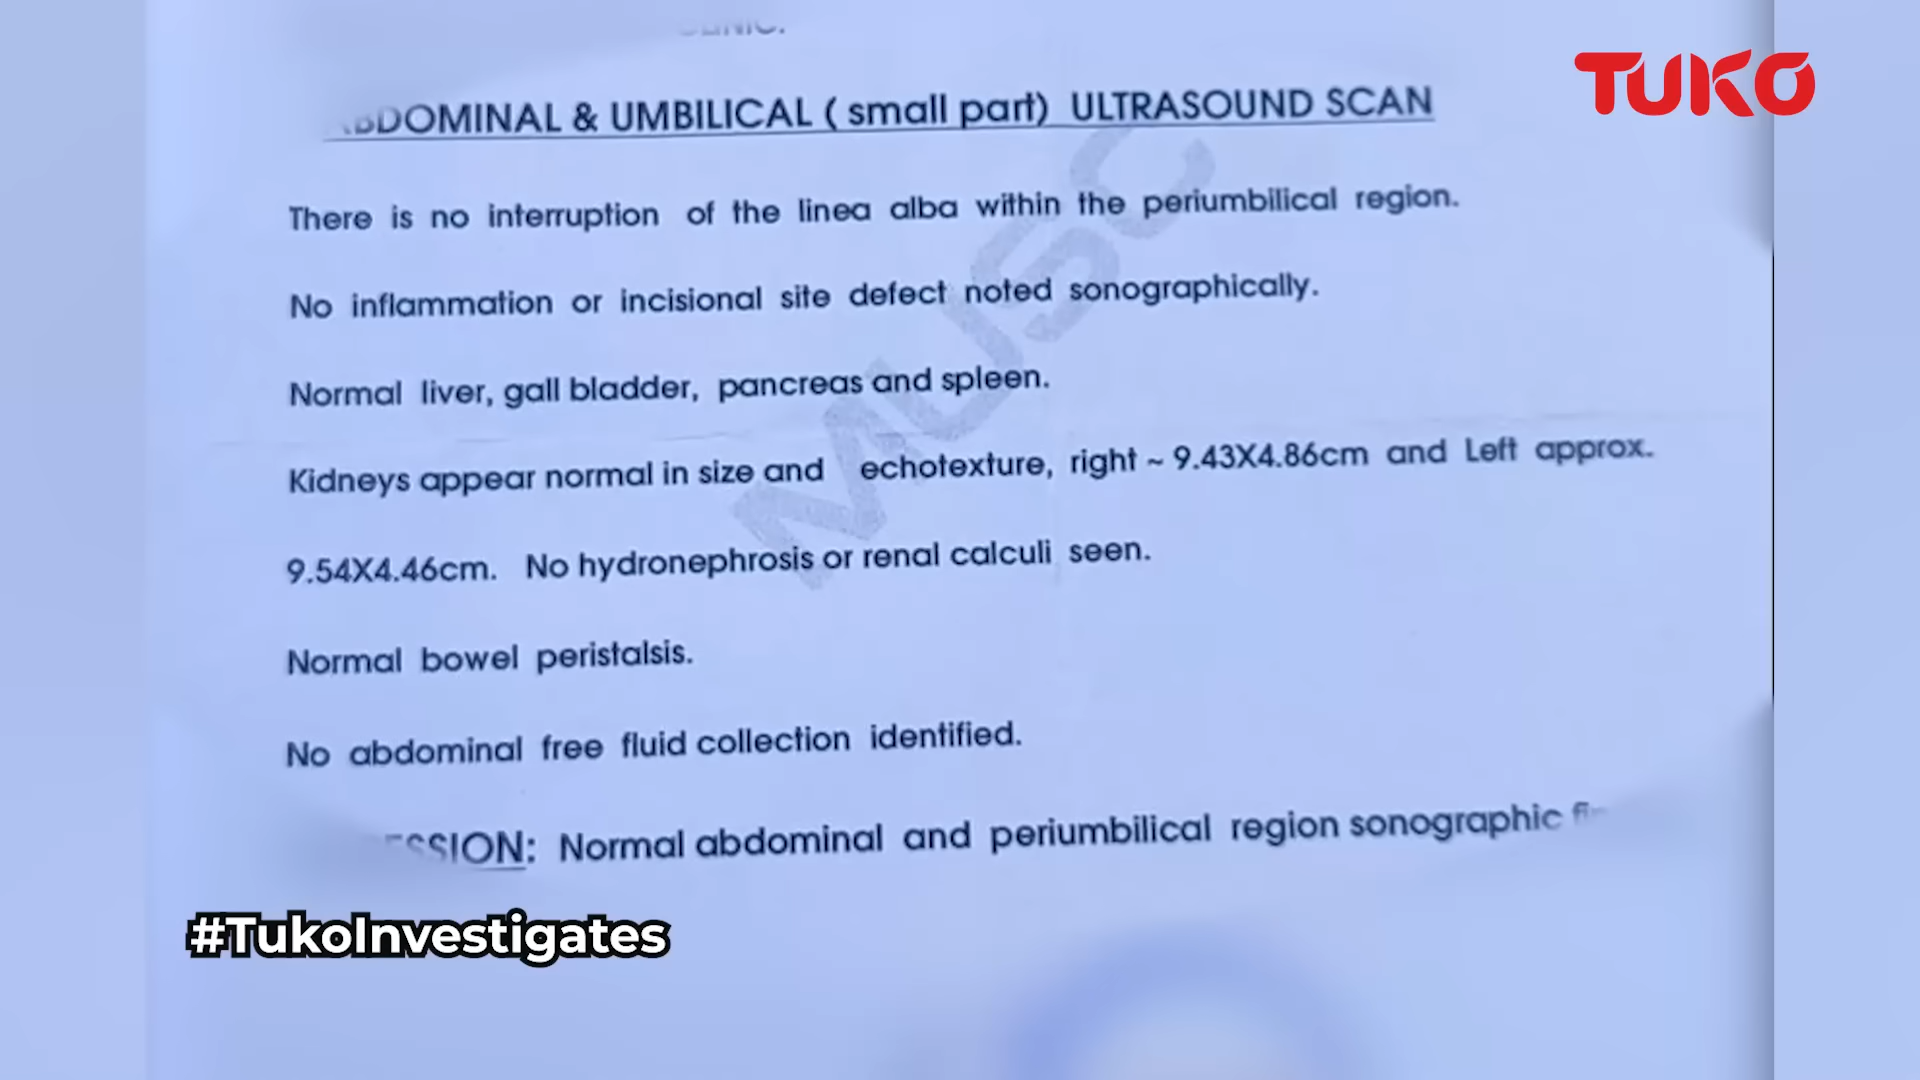 TUKO
ABDOMINAL & UMBILICAL ( small part) ULTRASOUND SCAN
There is no interruption of the linea alba within the periumbilical region.
No inflammation or incisional site defect noted sonographically.
Normal liver, gall bladder, pancreas and spleen.
Kidneys appear normal in size and echotexture, right ~ 9.43X4.86cm and Left approx.
9.54X4.46cm. No hydronephrosis or renal calculi seen.
Normal bowel peristalsis.
No abdominal free fluid collection identified.
ESSION: Normal abdominal and periumbilical region sonographic
MUSC
#TukoInvestigates